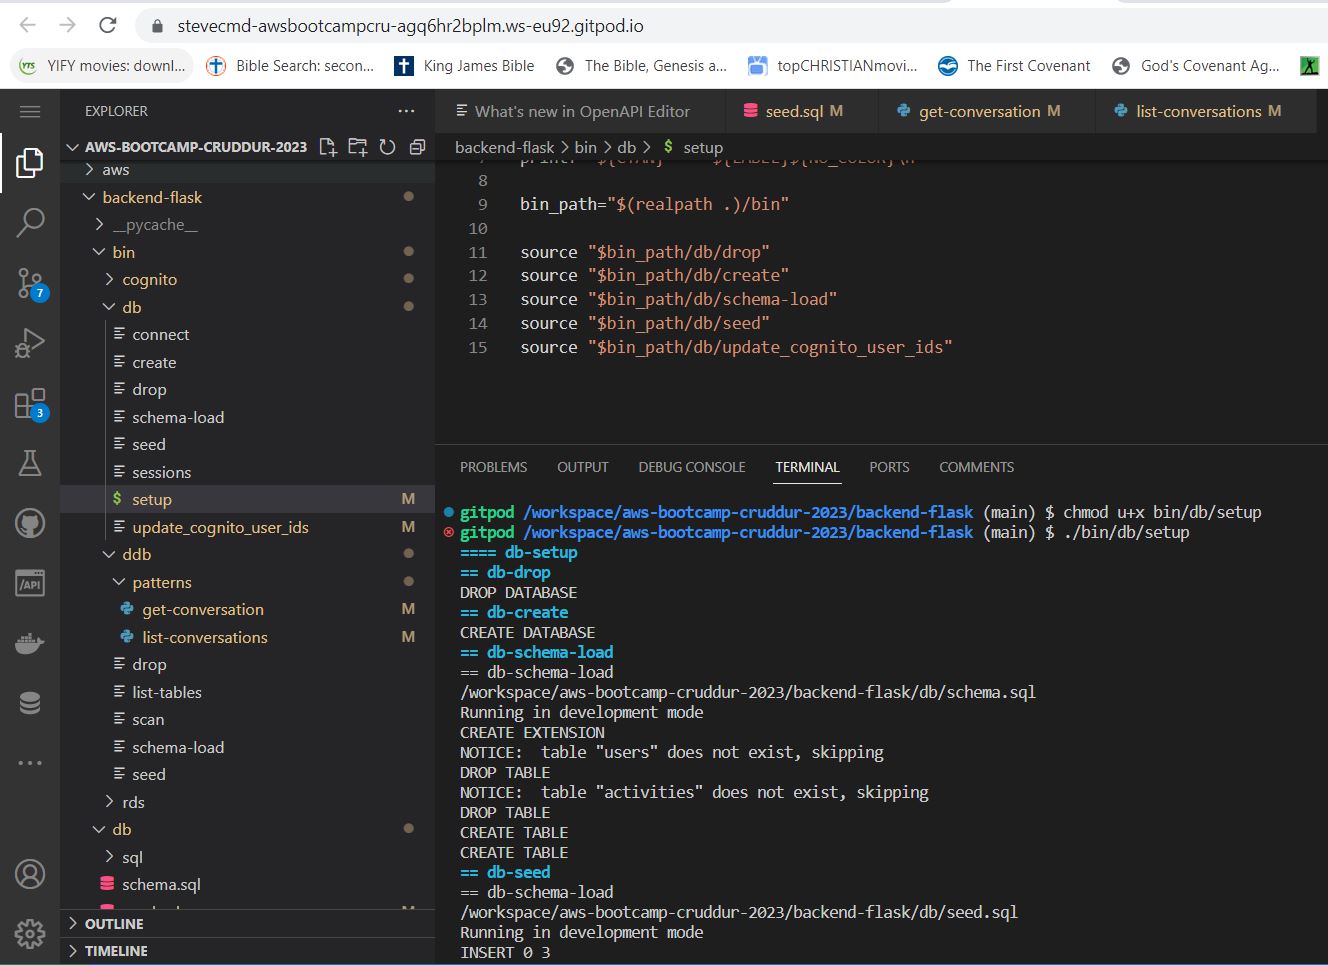 stevecmd-awsbootcampcru-agq6hr2bplm.ws-eu92.gitpod.io
YTS YIFY movies: downl... Bible Search: secon... King James Bible The Bible, Genesis a... topCHRISTIANmovi... The First Covenant God's Covenant Ag...
EXPLORER
AWS-BOOTCAMP-CRUDDUR-2023
aws
backend-flask
__pycache__
bin
cognito
db
connect
create
drop
schema-load
seed
sessions
$ setup M
update_cognito_user_ids M
ddb
patterns
get-conversation M
list-conversations M
drop
list-tables
scan
schema-load
seed
rds
db
sql
schema.sql
OUTLINE
TIMELINE
7
3
/API
What's new in OpenAPI Editor seed.sql M get-conversation M list-conversations M
backend-flask > bin > db > $ setup
8
9 bin_path="$(realpath .)/bin"
10
11 source "$bin_path/db/drop"
12 source "$bin_path/db/create"
13 source "$bin_path/db/schema-load"
14 source "$bin_path/db/seed"
15 source "$bin_path/db/update_cognito_user_ids"
PROBLEMS OUTPUT DEBUG CONSOLE TERMINAL PORTS COMMENTS
gitpod /workspace/aws-bootcamp-cruddur-2023/backend-flask (main) $ chmod u+x bin/db/setup
gitpod /workspace/aws-bootcamp-cruddur-2023/backend-flask (main) $ ./bin/db/setup
==== db-setup
== db-drop
DROP DATABASE
== db-create
CREATE DATABASE
== db-schema-load
== db-schema-load
/workspace/aws-bootcamp-cruddur-2023/backend-flask/db/schema.sql
Running in development mode
CREATE EXTENSION
NOTICE:  table "users" does not exist, skipping
DROP TABLE
NOTICE:  table "activities" does not exist, skipping
DROP TABLE
CREATE TABLE
CREATE TABLE
== db-seed
== db-schema-load
/workspace/aws-bootcamp-cruddur-2023/backend-flask/db/seed.sql
Running in development mode
INSERT 0 3